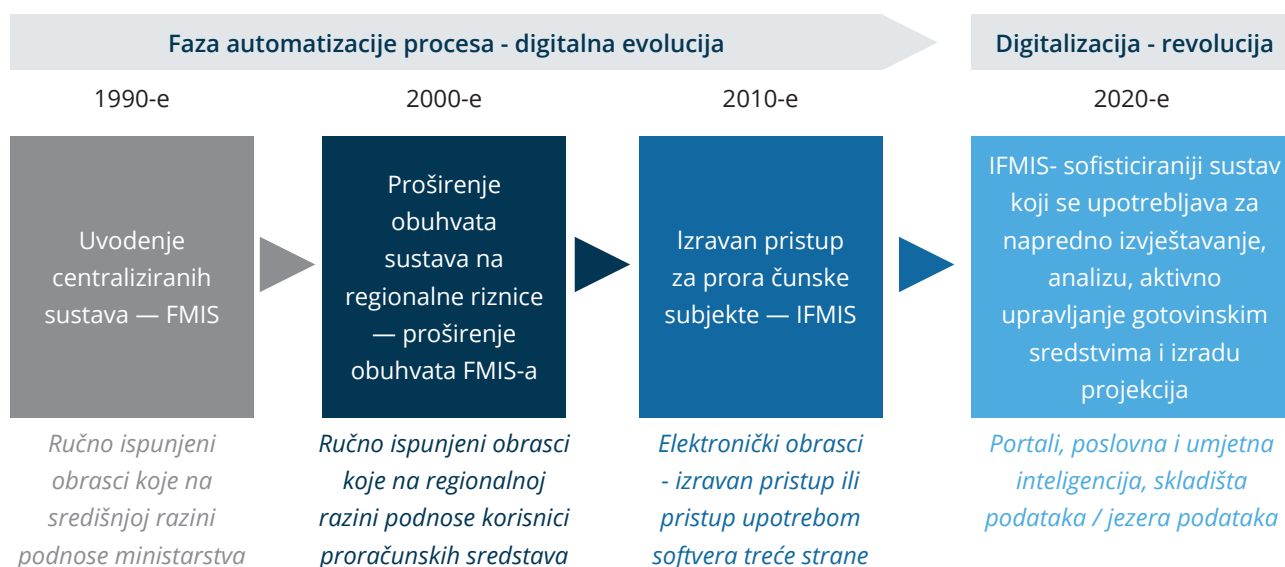 Faza automatizacije procesa - digitalna evolucija
Digitalizacija - revolucija
1990-e
2000-e
2010-e
2020-e
Uvođenje
centraliziranih
sustava — FMIS
Proširenje
obuhvata
sustava na
regionalne riznice
— proširenje
obuhvata FMIS-a
Izravan pristup
za prora čunske
subjekte — IFMIS
IFMIS- sofisticiraniji sustav
koji se upotrebljava za
napredno izvještavanje,
analizu, aktivno
upravljanje gotovinskim
sredstvima i izradu
projekcija
Ručno ispunjeni
obrasci koje na
središnjoj razini
podnose ministarstva
Ručno ispunjeni obrasci
koje na regionalnoj
razini podnose korisnici
proračunskih sredstava
Elektronički obrasci
- izravan pristup ili
pristup upotrebom
softvera treće strane
Portali, poslovna i umjetna
inteligencija, skladišta
podataka / jezera podataka